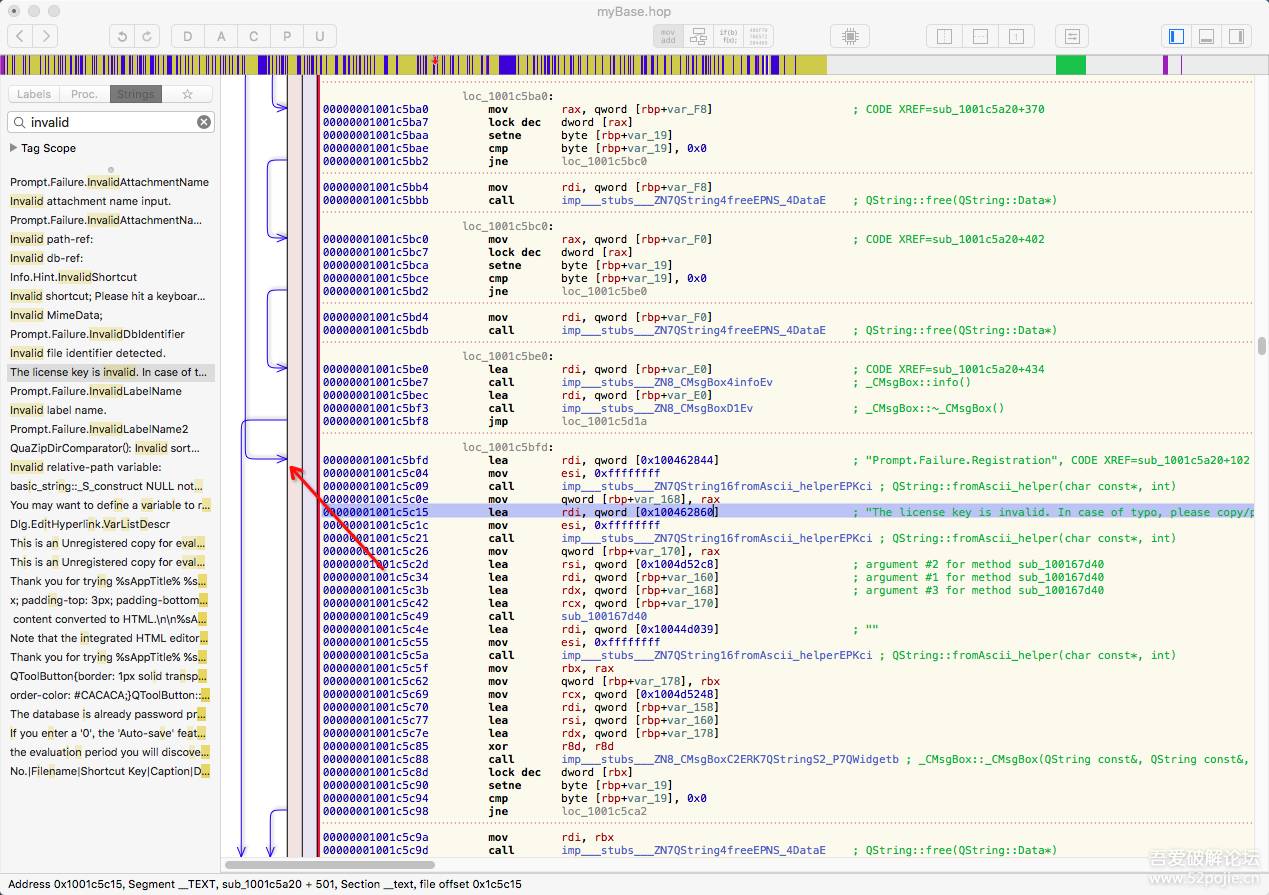 myBase.hop
D A C P U
mov add
if(b) f(x);
Labels Proc. Strings
invalid
Tag Scope
Prompt.Failure.InvalidAttachmentName
Invalid attachment name input.
Prompt.Failure.InvalidAttachmentNa...
Invalid path-ref:
Invalid db-ref:
Info.Hint.InvalidShortcut
Invalid shortcut; Please hit a keyboar...
Invalid MimeData;
Prompt.Failure.InvalidDbIdentifier
Invalid file identifier detected.
The license key is invalid. In case of t...
Prompt.Failure.InvalidLabelName
Invalid label name.
Prompt.Failure.InvalidLabelName2
QuaZipDirComparator(): Invalid sort...
Invalid relative-path variable:
basic_string::_S_construct NULL not...
You may want to define a variable to r...
Dlg.EditHyperlink.VarListDescr
This is an Unregistered copy for eval...
This is an Unregistered copy for eval...
Thank you for trying %sAppTitle% %s...
x; padding-top: 3px; padding-bottom...
content converted to HTML.\n\n%sA...
Note that the integrated HTML editor...
Thank you for trying %sAppTitle% %s...
QToolButton{border: 1px solid transp...
order-color: #CACACA;}QToolButton::...
The database is already password pr...
If you enter a '0', the 'Auto-save' feat...
the evaluation period you will discove...
No.|Filename|Shortcut Key|Caption|D...
loc_1001c5ba0:
00000001001c5ba0 mov rax, qword [rbp+var_F8] ; CODE XREF=sub_1001c5a20+370
00000001001c5ba7 lock dec dword [rax]
00000001001c5baa setne byte [rbp+var_19]
00000001001c5bae cmp byte [rbp+var_19], 0x0
00000001001c5bb2 jne loc_1001c5bc0
00000001001c5bb4 mov rdi, qword [rbp+var_F8]
00000001001c5bbb call imp___stubs___ZN7QString4freeEPNS_4DataE ; QString::free(QString::Data*)
loc_1001c5bc0:
00000001001c5bc0 mov rax, qword [rbp+var_F0] ; CODE XREF=sub_1001c5a20+402
00000001001c5bc7 lock dec dword [rax]
00000001001c5bca setne byte [rbp+var_19]
00000001001c5bce cmp byte [rbp+var_19], 0x0
00000001001c5bd2 jne loc_1001c5be0
00000001001c5bd4 mov rdi, qword [rbp+var_F0]
00000001001c5bdb call imp___stubs___ZN7QString4freeEPNS_4DataE ; QString::free(QString::Data*)
loc_1001c5be0:
00000001001c5be0 lea rdi, qword [rbp+var_E0] ; CODE XREF=sub_1001c5a20+434
00000001001c5be7 call imp___stubs___ZN8_CMsgBox4infoEv ; _CMsgBox::info()
00000001001c5bec lea rdi, qword [rbp+var_E0]
00000001001c5bf3 call imp___stubs___ZN8_CMsgBoxD1Ev ; _CMsgBox::~_CMsgBox()
00000001001c5bf8 jmp loc_1001c5d1a
loc_1001c5bfd:
00000001001c5bfd lea rdi, qword [0x100462844] ; "Prompt.Failure.Registration", CODE XREF=sub_1001c5a20+102
00000001001c5c04 mov esi, 0xffffffff
00000001001c5c09 call imp___stubs___ZN7QString16fromAscii_helperEPKci ; QString::fromAscii_helper(char const*, int)
00000001001c5c0e mov qword [rbp+var_168], rax
00000001001c5c15 lea rdi, qword [0x100462860] ; "The license key is invalid. In case of typo, please copy/p
00000001001c5c1c mov esi, 0xffffffff
00000001001c5c21 call imp___stubs___ZN7QString16fromAscii_helperEPKci ; QString::fromAscii_helper(char const*, int)
00000001001c5c26 mov qword [rbp+var_170], rax
00000001001c5c2d lea rsi, qword [0x1004d52c8] ; argument #2 for method sub_100167d40
00000001001c5c34 lea rdi, qword [rbp+var_160] ; argument #1 for method sub_100167d40
00000001001c5c3b lea rdx, qword [rbp+var_168] ; argument #3 for method sub_100167d40
00000001001c5c42 lea rcx, qword [rbp+var_170]
00000001001c5c49 call sub_100167d40
00000001001c5c4e lea rdi, qword [0x10044d039] ; ""
00000001001c5c55 mov esi, 0xffffffff
00000001001c5c5a call imp___stubs___ZN7QString16fromAscii_helperEPKci ; QString::fromAscii_helper(char const*, int)
00000001001c5c5f mov rbx, rax
00000001001c5c62 mov qword [rbp+var_178], rbx
00000001001c5c69 mov rcx, qword [0x1004d5248]
00000001001c5c70 lea rdi, qword [rbp+var_158]
00000001001c5c77 lea rsi, qword [rbp+var_160]
00000001001c5c7e lea rdx, qword [rbp+var_178]
00000001001c5c85 xor r8d, r8d
00000001001c5c88 call imp___stubs___ZN8_CMsgBoxC2ERK7QStringS2_P7QWidgetb ; _CMsgBox::_CMsgBox(QString const&, QString const&,
00000001001c5c8d lock dec dword [rbx]
00000001001c5c90 setne byte [rbp+var_19]
00000001001c5c94 cmp byte [rbp+var_19], 0x0
00000001001c5c98 jne loc_1001c5ca2
00000001001c5c9a mov rdi, rbx
00000001001c5c9d call imp___stubs___ZN7QString4freeEPNS_4DataE ; QString::free(QString::Data*)
吾爱破解论坛
www.52pojie.cn
Address 0x1001c5c15, Segment __TEXT, sub_1001c5a20 + 501, Section __text, file offset 0x1c5c15